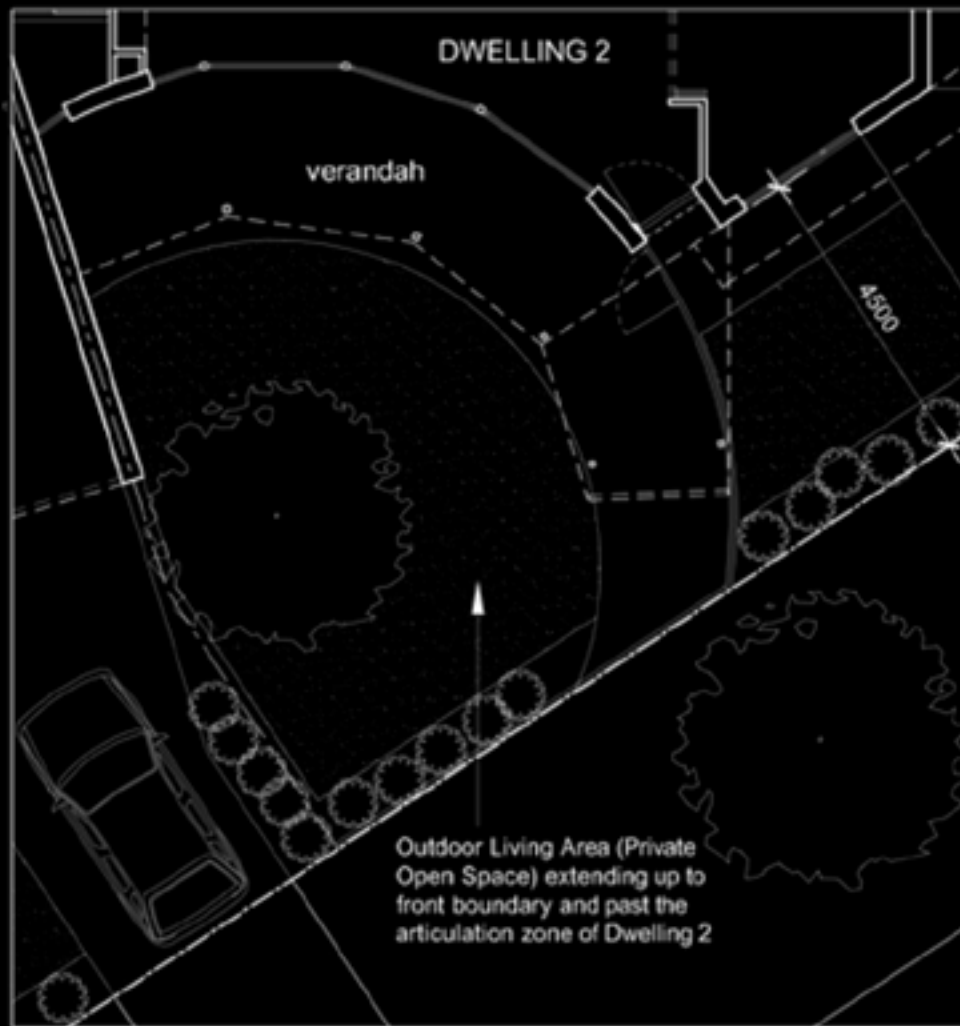 DWELLING 2
verandah
4500
Outdoor Living Area (Private
Open Space) extending up to
front boundary and past the
articulation zone of Dwelling 2